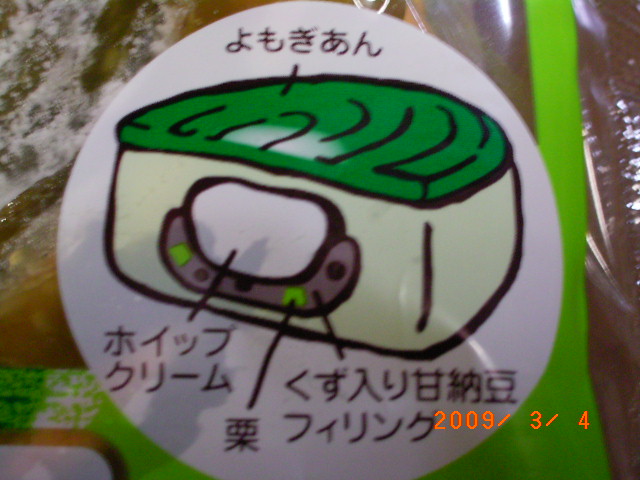 よもぎあん
ホイップ
クリーム
栗
くず入り甘納豆
フィリング
2009/ 3/ 4